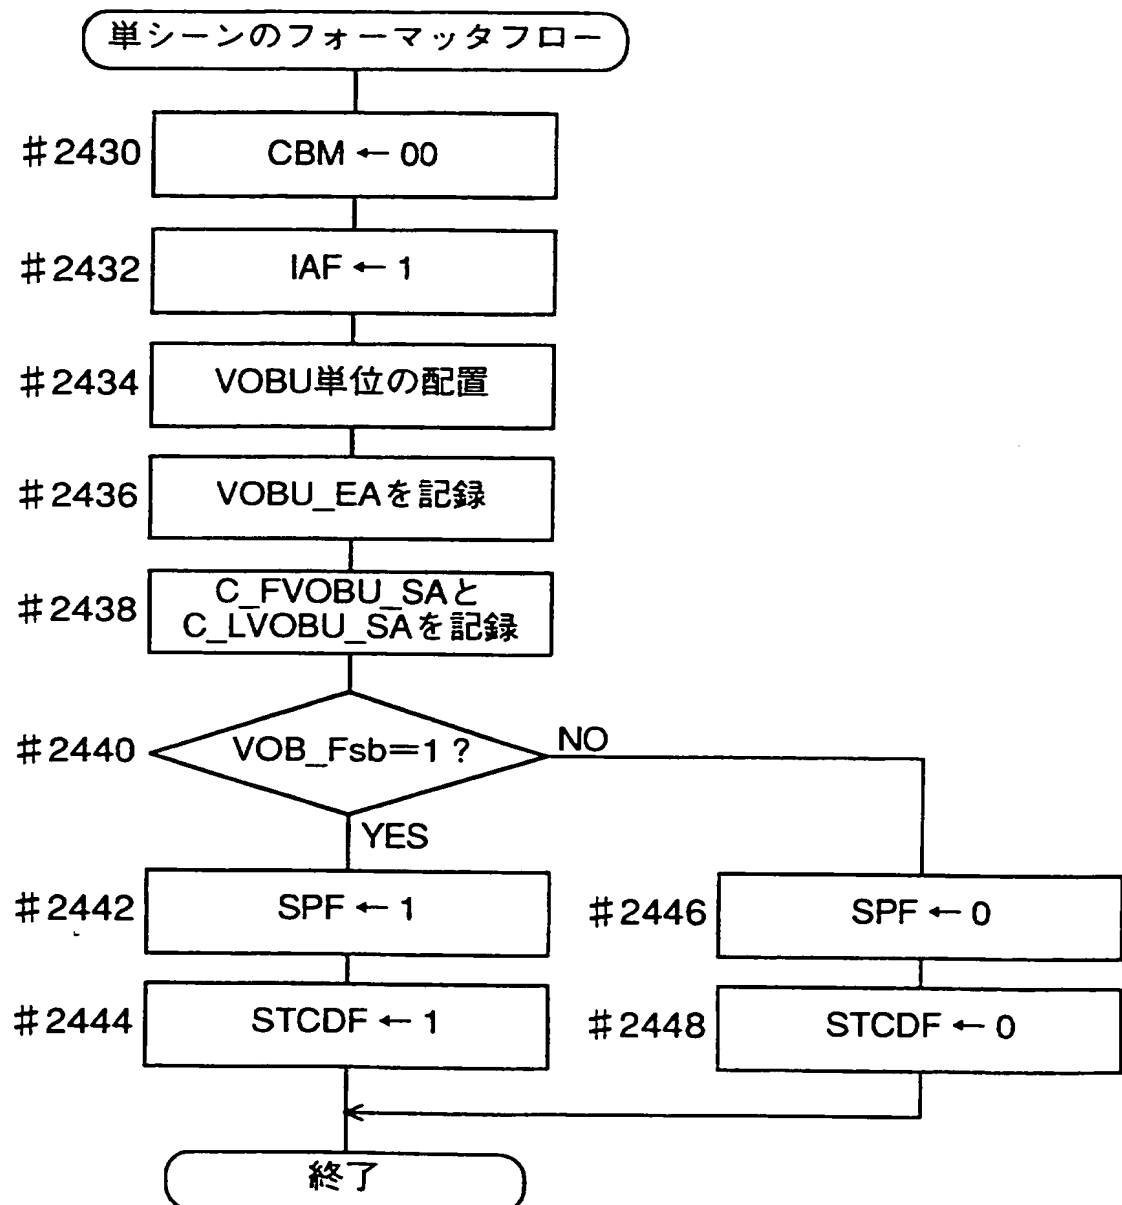 単シーンのフォーマッタフロー
#2430
CBM ← 00
#2432
IAF ← 1
#2434
VOBU単位の配置
#2436
VOBU_EAを記録
#2438
C_FVOBU_SAと
C_LVOBU_SAを記録
#2440
VOB_Fsb=1 ?
NO
YES
#2442
SPF ← 1
#2446
SPF ← 0
#2444
STCDF ← 1
#2448
STCDF ← 0
終了